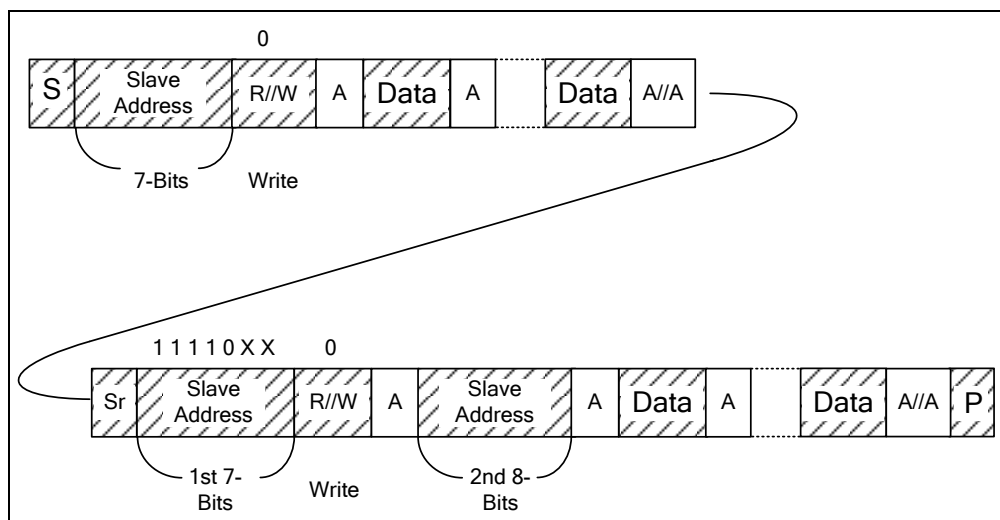 0
S Slave Address R//W A Data A Data A//A
7-Bits Write
1 1 1 1 0 X X 0
Sr Slave Address R//W A Slave Address A Data A Data A//A P
1st 7-Bits Write 2nd 8-Bits